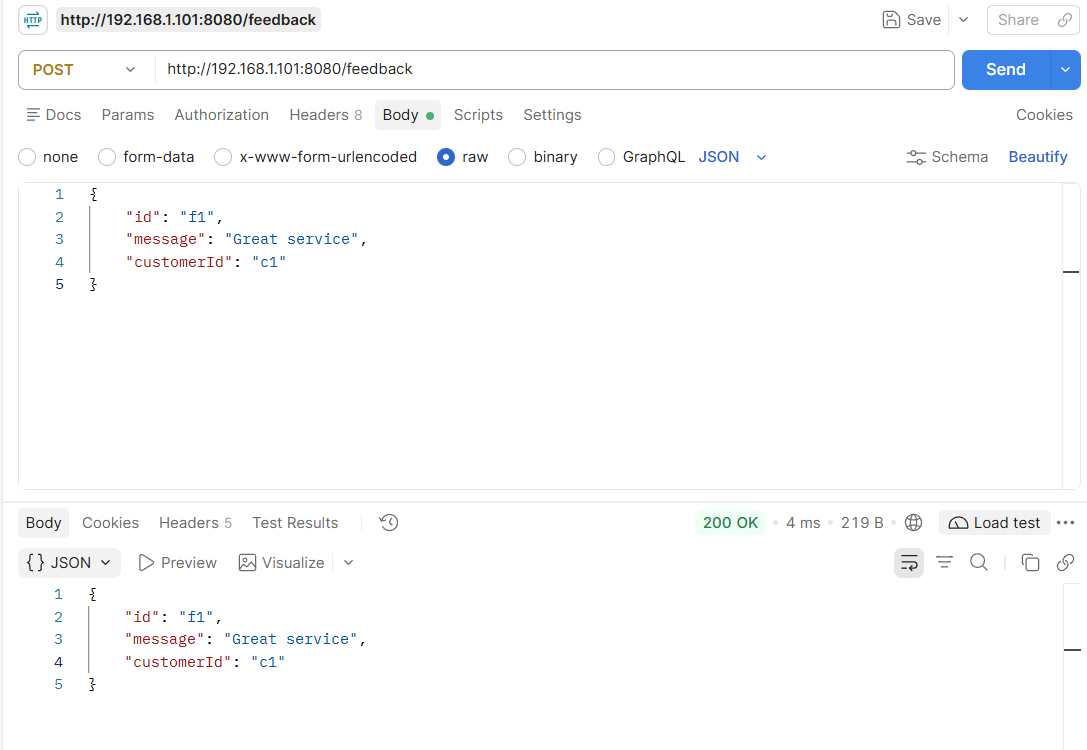 HTTP http://192.168.1.101:8080/feedback Save Share
POST http://192.168.1.101:8080/feedback Send
Docs Params Authorization Headers 8 Body Scripts Settings Cookies
none form-data x-www-form-urlencoded raw binary GraphQL JSON Schema Beautify
1 {
2 "id": "f1",
3 "message": "Great service",
4 "customerId": "c1"
5 }
Body Cookies Headers 5 Test Results 200 OK 4 ms 219 B Load test
{} JSON Preview Visualize
1 {
2 "id": "f1",
3 "message": "Great service",
4 "customerId": "c1"
5 }